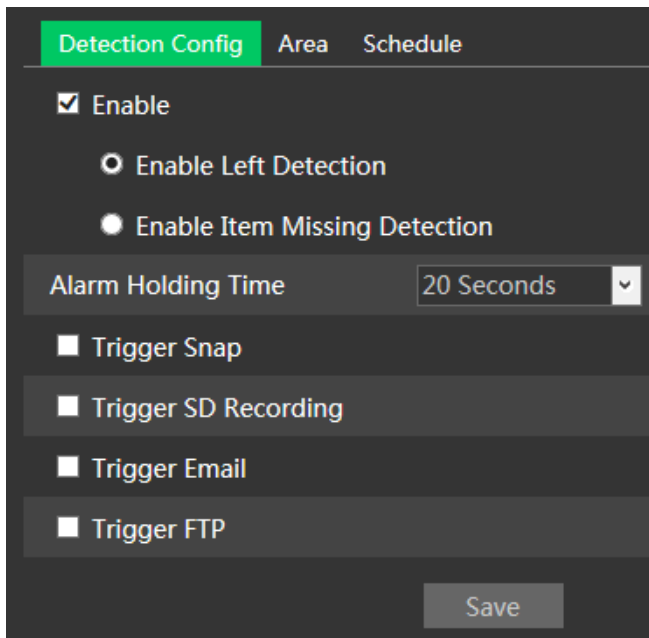 Detection Config Area Schedule
Enable
Enable Left Detection
Enable Item Missing Detection
Alarm Holding Time 20 Seconds
Trigger Snap
Trigger SD Recording
Trigger Email
Trigger FTP
Save